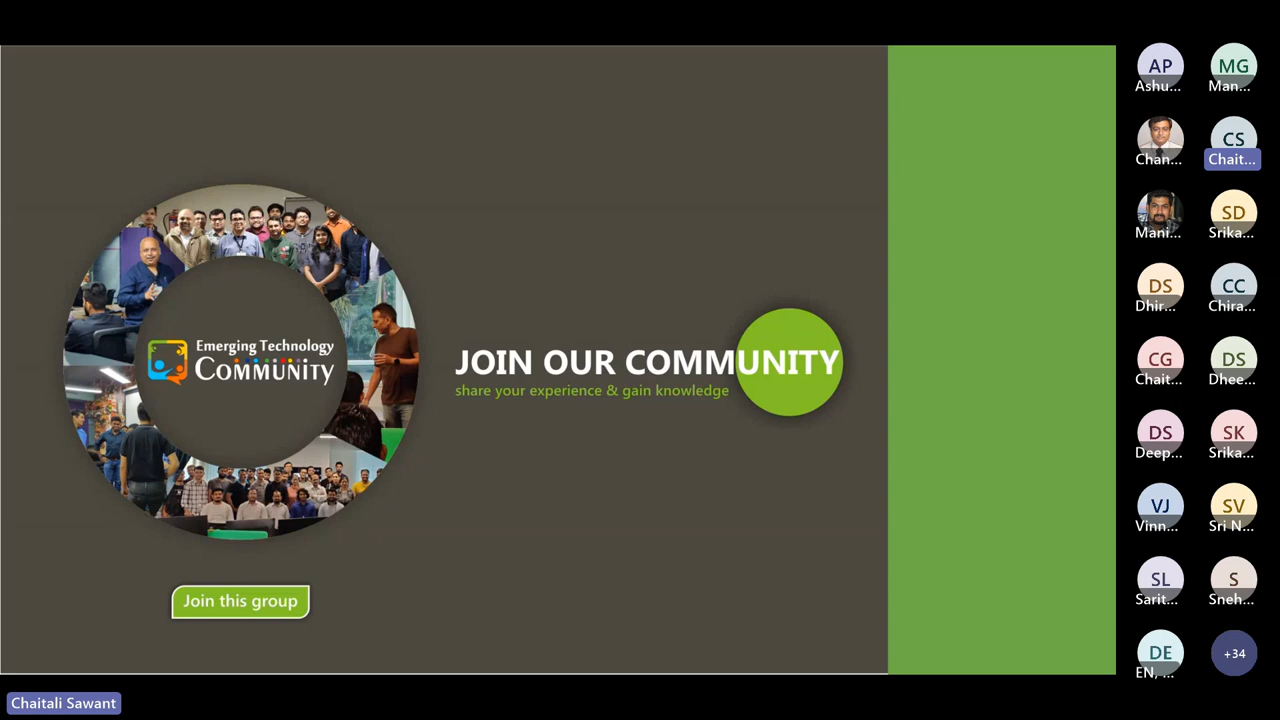 Emerging Technology
COMMUNITY
JOIN OUR COMMUNITY
share your experience & gain knowledge
Join this group
AP
Ashu...
MG
Man...
Chan...
CS
Chait...
Mani...
SD
Srika...
DS
Dhir...
CC
Chira...
CG
Chait...
DS
Dhee...
DS
Deep...
SK
Srika...
VJ
Vinn...
SV
Sri N...
SL
Sarit...
S
Sneh...
DE
EN, ...
+34
Chaitali Sawant